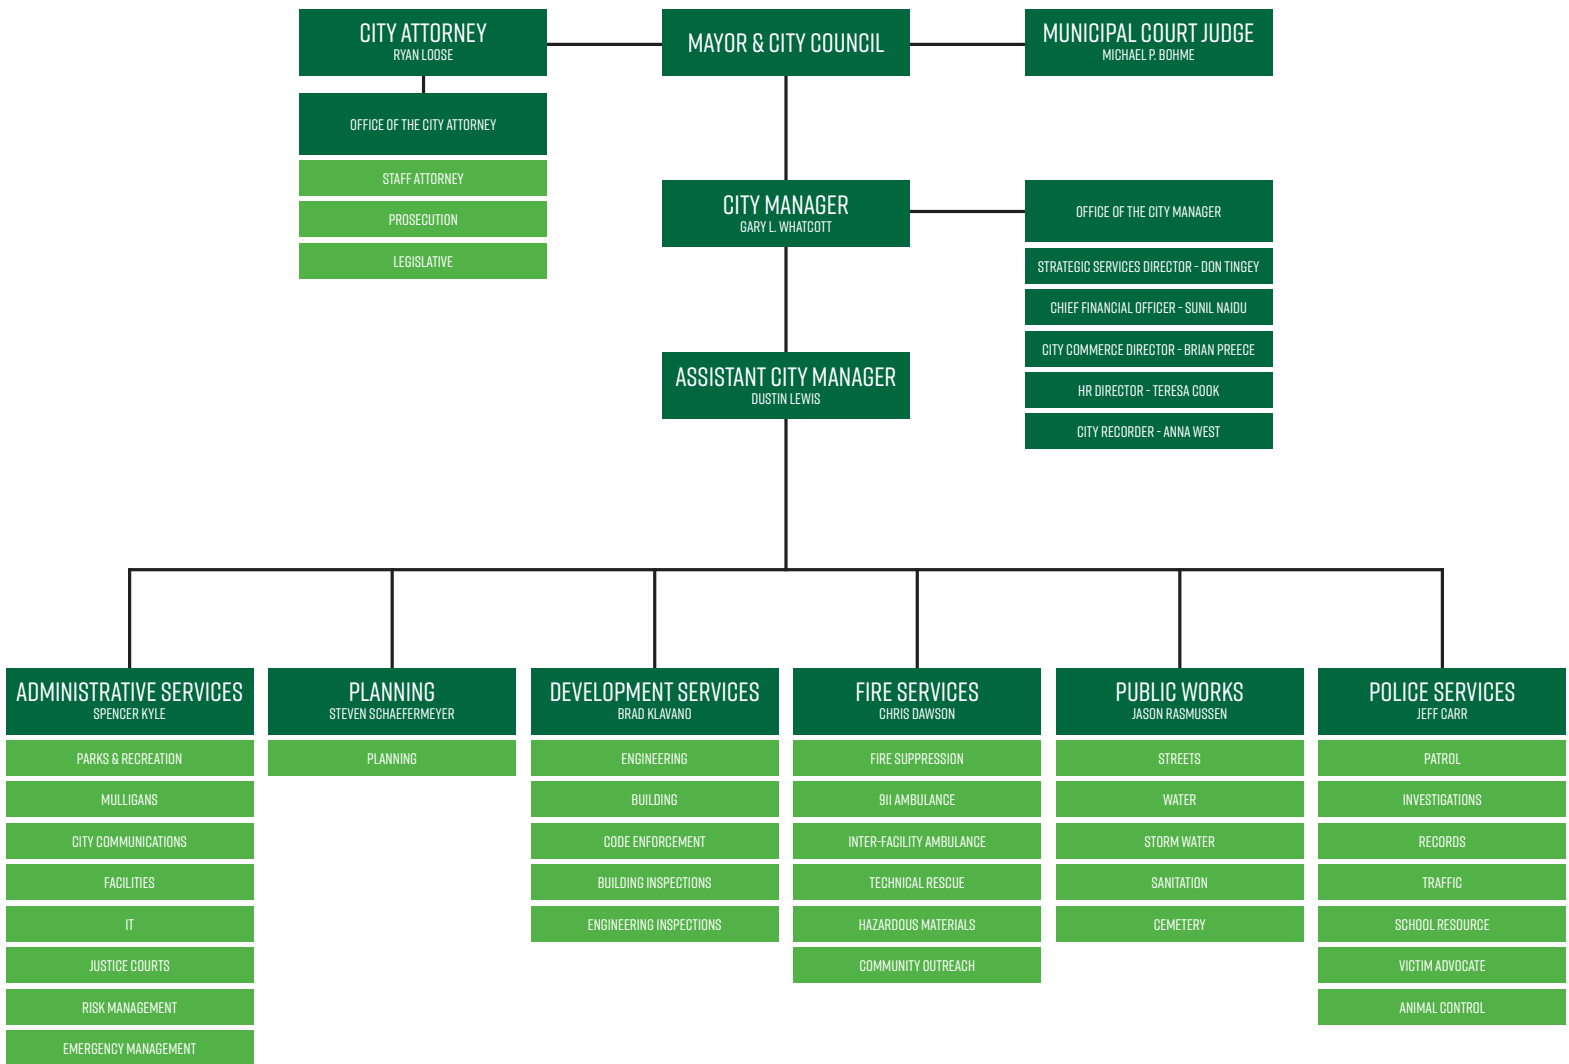 CITY ATTORNEY
RYAN LOOSE
MAYOR & CITY COUNCIL
MUNICIPAL COURT JUDGE
MICHAEL P. BOHME
OFFICE OF THE CITY ATTORNEY
STAFF ATTORNEY
PROSECUTION
LEGISLATIVE
CITY MANAGER
GARY L. WHATCOTT
OFFICE OF THE CITY MANAGER
STRATEGIC SERVICES DIRECTOR - DON TINGEY
CHIEF FINANCIAL OFFICER - SUNIL NAIDU
CITY COMMERCE DIRECTOR - BRIAN PREECE
HR DIRECTOR - TERESA COOK
CITY RECORDER - ANNA WEST
ASSISTANT CITY MANAGER
DUSTIN LEWIS
ADMINISTRATIVE SERVICES
SPENCER KYLE
PARKS & RECREATION
MULLIGANS
CITY COMMUNICATIONS
FACILITIES
IT
JUSTICE COURTS
RISK MANAGEMENT
EMERGENCY MANAGEMENT
PLANNING
STEVEN SCHAEFERMEYER
PLANNING
DEVELOPMENT SERVICES
BRAD KLAVANO
ENGINEERING
BUILDING
CODE ENFORCEMENT
BUILDING INSPECTIONS
ENGINEERING INSPECTIONS
FIRE SERVICES
CHRIS DAWSON
FIRE SUPPRESSION
911 AMBULANCE
INTER-FACILITY AMBULANCE
TECHNICAL RESCUE
HAZARDOUS MATERIALS
COMMUNITY OUTREACH
PUBLIC WORKS
JASON RASMUSSEN
STREETS
WATER
STORM WATER
SANITATION
CEMETERY
POLICE SERVICES
JEFF CARR
PATROL
INVESTIGATIONS
RECORDS
TRAFFIC
SCHOOL RESOURCE
VICTIM ADVOCATE
ANIMAL CONTROL